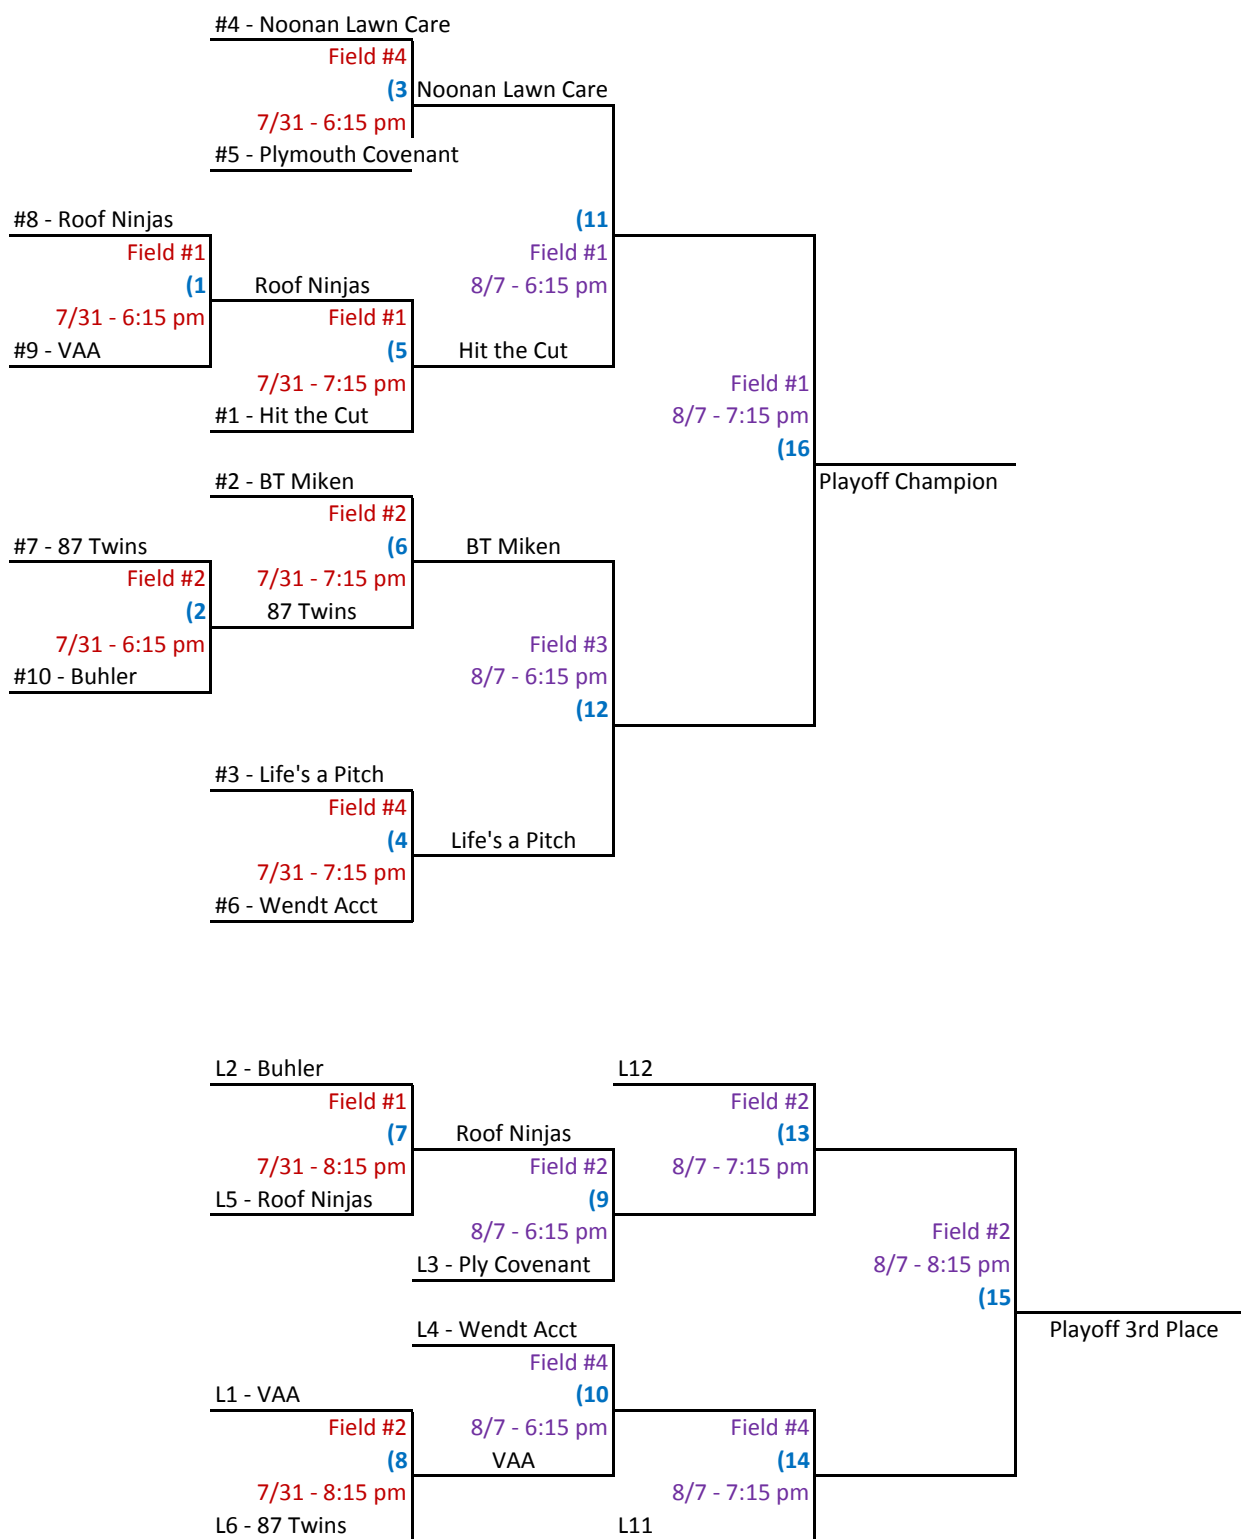 #4 - Noonan Lawn Care
Field #4
(3
Noonan Lawn Care
7/31 - 6:15 pm
#5 - Plymouth Covenant
#8 - Roof Ninjas
(11
Field #1
Field #1
(1
Roof Ninjas
8/7 - 6:15 pm
7/31 - 6:15 pm
Field #1
#9 - VAA
(5
Hit the Cut
7/31 - 7:15 pm
Field #1
#1 - Hit the Cut
8/7 - 7:15 pm
(16
#2 - BT Miken
Playoff Champion
Field #2
#7 - 87 Twins
(6
BT Miken
Field #2
7/31 - 7:15 pm
(2
87 Twins
7/31 - 6:15 pm
Field #3
#10 - Buhler
8/7 - 6:15 pm
(12
#3 - Life's a Pitch
Field #4
(4
Life's a Pitch
7/31 - 7:15 pm
#6 - Wendt Acct
L2 - Buhler
L12
Field #1
Field #2
(7
Roof Ninjas
(13
7/31 - 8:15 pm
Field #2
8/7 - 7:15 pm
L5 - Roof Ninjas
(9
8/7 - 6:15 pm
Field #2
L3 - Ply Covenant
8/7 - 8:15 pm
(15
L4 - Wendt Acct
Playoff 3rd Place
Field #4
L1 - VAA
(10
Field #2
8/7 - 6:15 pm
Field #4
(8
VAA
(14
7/31 - 8:15 pm
8/7 - 7:15 pm
L6 - 87 Twins
L11